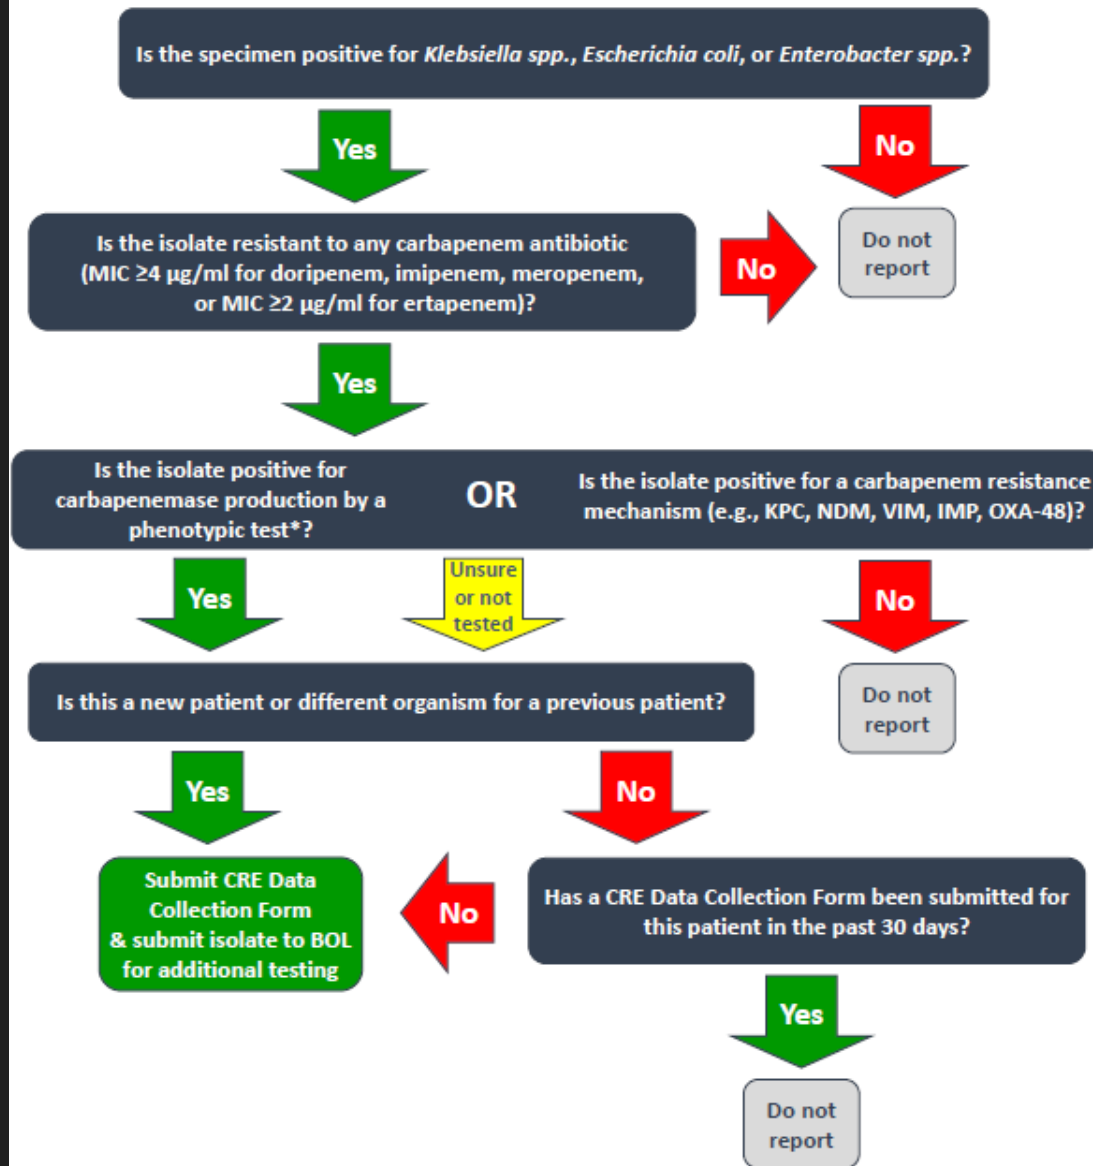 Is the specimen positive for Klebsiella spp., Escherichia coli, or Enterobacter spp.?
Yes
No
Is the isolate resistant to any carbapenem antibiotic
(MIC ≥4 µg/ml for doripenem, imipenem, meropenem,
or MIC ≥2 µg/ml for ertapenem)?
No
Do not
report
Yes
Is the isolate positive for
carbapenemase production by a
phenotypic test*?
OR
Is the isolate positive for a carbapenem resistance
mechanism (e.g., KPC, NDM, VIM, IMP, OXA-48)?
Yes
Unsure
or not
tested
No
Is this a new patient or different organism for a previous patient?
Do not
report
Yes
No
Submit CRE Data
Collection Form
& submit isolate to BOL
for additional testing
No
Has a CRE Data Collection Form been submitted for
this patient in the past 30 days?
Yes
Do not
report